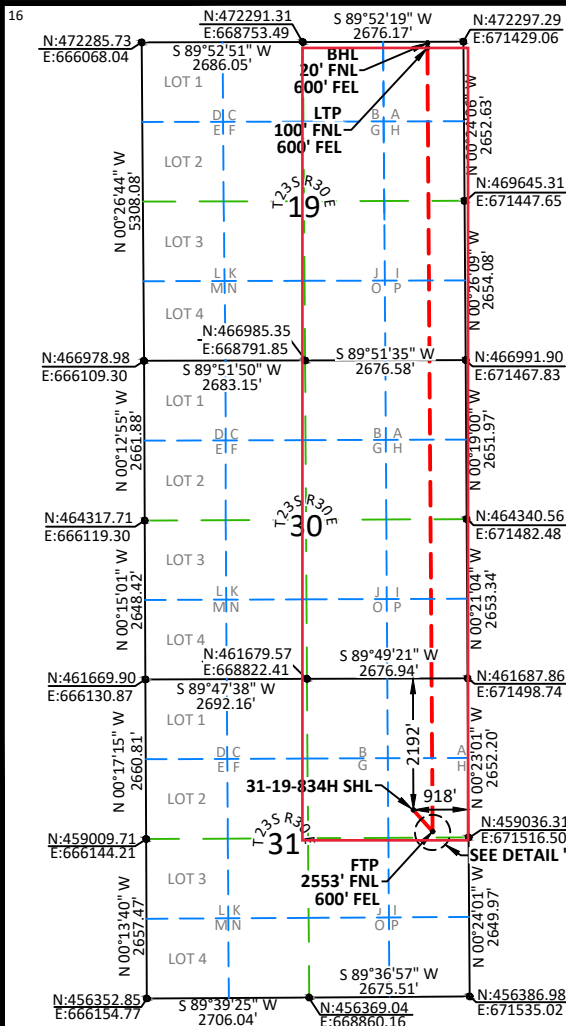 16
N:472291.31
E:668753.49
S 89°52'19" W
2676.17'
N:472297.29
E:671429.06
N:472285.73
E:666068.04
S 89°52'51" W
2686.05'
BHL
20' FNL
600' FEL
LTP
100' FNL
600' FEL
LOT 1
D C
E F
B A
G H
N 00°24'06" W
2652.63'
LOT 2
N 00°26'44" W
5308.08'
T 23 S R 30 E
19
N:469645.31
E:671447.65
LOT 3
L K
M N
J I
O P
N 00°26'09" W
2654.08'
LOT 4
N:466985.35
E:668791.85
S 89°51'35" W
2676.58'
N:466978.98
E:666109.30
S 89°51'50" W
2683.15'
N:466991.90
E:671467.83
LOT 1
N 00°12'55" W
2661.88'
D C
E F
B A
G H
N 00°19'00" W
2651.97'
LOT 2
T 23 S R 30 E
30
N:464317.71
E:666119.30
N:464340.56
E:671482.48
LOT 3
N 00°15'01" W
2648.42'
L K
M N
J I
O P
N 00°21'04" W
2653.34'
LOT 4
N:461679.57
E:668822.41
S 89°49'21" W
2676.94'
N:461669.90
E:666130.87
S 89°47'38" W
2692.16'
N:461687.86
E:671498.74
LOT 1
N 00°17'15" W
2660.81'
D C
E F
B
G
A
H
2192'
N 00°23'01" W
2652.20'
LOT 2
31-19-834H SHL
918'
T 23 S R 30 E
31
N:459009.71
E:666144.21
N:459036.31
E:671516.50
SEE DETAIL '
FTP
2553' FNL
600' FEL
LOT 3
N 00°13'40" W
2657.47'
L K
M N
J I
O P
N 00°24'01" W
2649.97'
LOT 4
S 89°36'57" W
2675.51'
N:456352.85
E:666154.77
S 89°39'25" W
2706.04'
N:456369.04
E:668860.16
N:456386.98
E:671535.02